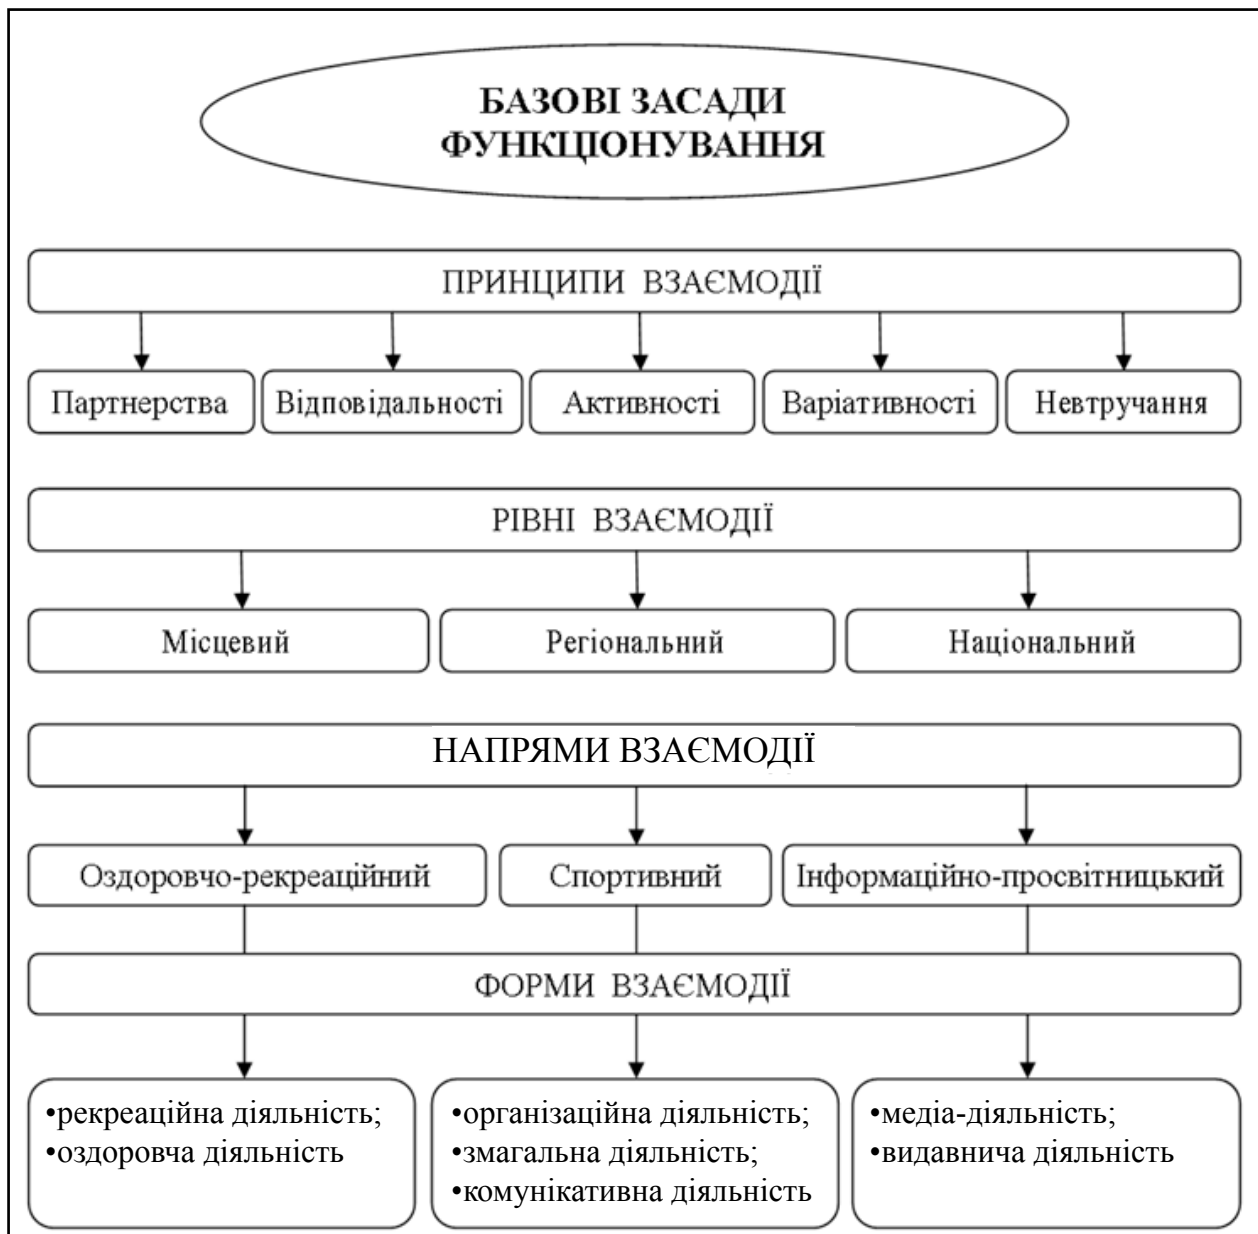 БАЗОВІ ЗАСАДИ
ФУНКЦІОНУВАННЯ
ПРИНЦИПИ ВЗАЄМОДІЇ
Партнерства
Відповідальності
Активності
Варіативності
Невтручання
РІВНІ ВЗАЄМОДІЇ
Місцевий
Регіональний
Національний
НАПРЯМИ ВЗАЄМОДІЇ
Оздоровчо-рекреаційний
Спортивний
Інформаційно-просвітницький
ФОРМИ ВЗАЄМОДІЇ
•рекреаційна діяльність;
•оздоровча діяльність
•організаційна діяльність;
•змагальна діяльність;
•комунікативна діяльність
•медіа-діяльність;
•видавнича діяльність